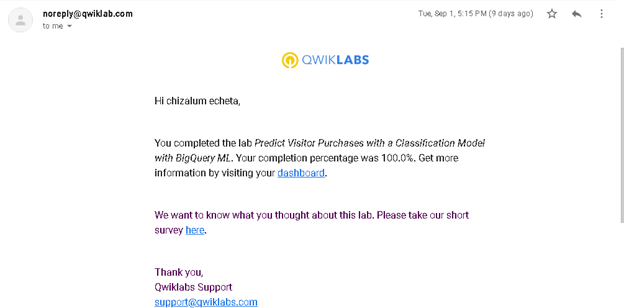 noreply@qwiklab.com
Tue, Sep 1, 5:15 PM (9 days ago)
to me
QWIKLABS
Hi chizalum echeta,
You completed the lab Predict Visitor Purchases with a Classification Model
with BigQuery ML. Your completion percentage was 100.0%. Get more
information by visiting your dashboard.
We want to know what you thought about this lab. Please take our short
survey here.
Thank you,
Qwiklabs Support
support@qwiklabs.com